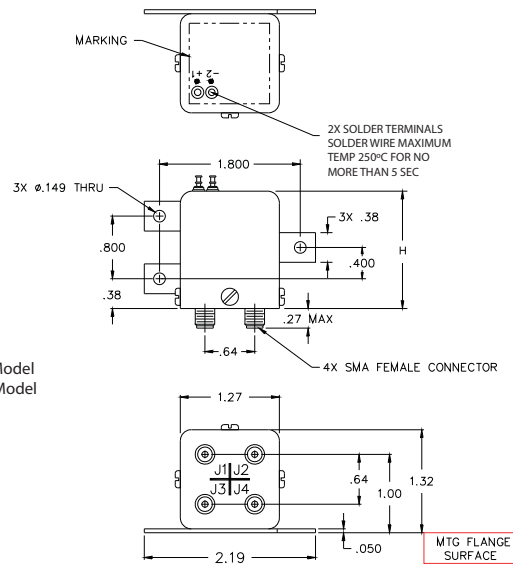 MARKING
1+ 2-
2X SOLDER TERMINALS
SOLDER WIRE MAXIMUM
TEMP 250ºC FOR NO
MORE THAN 5 SEC
1.800
3X ø.149 THRU
3X .38
.800
.400
H
.38
.27 MAX
.64
4X SMA FEMALE CONNECTOR
Model
Model
1.27
J1 J2
J3 J4
.64
1.00
1.32
.050
2.19
MTG FLANGE
SURFACE